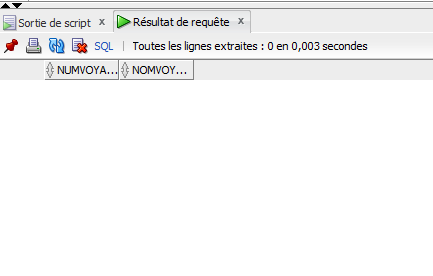 Sortie de script x Résultat de requête x
SQL | Toutes les lignes extraites : 0 en 0,003 secondes
NUMVOYA... NOMVOY...